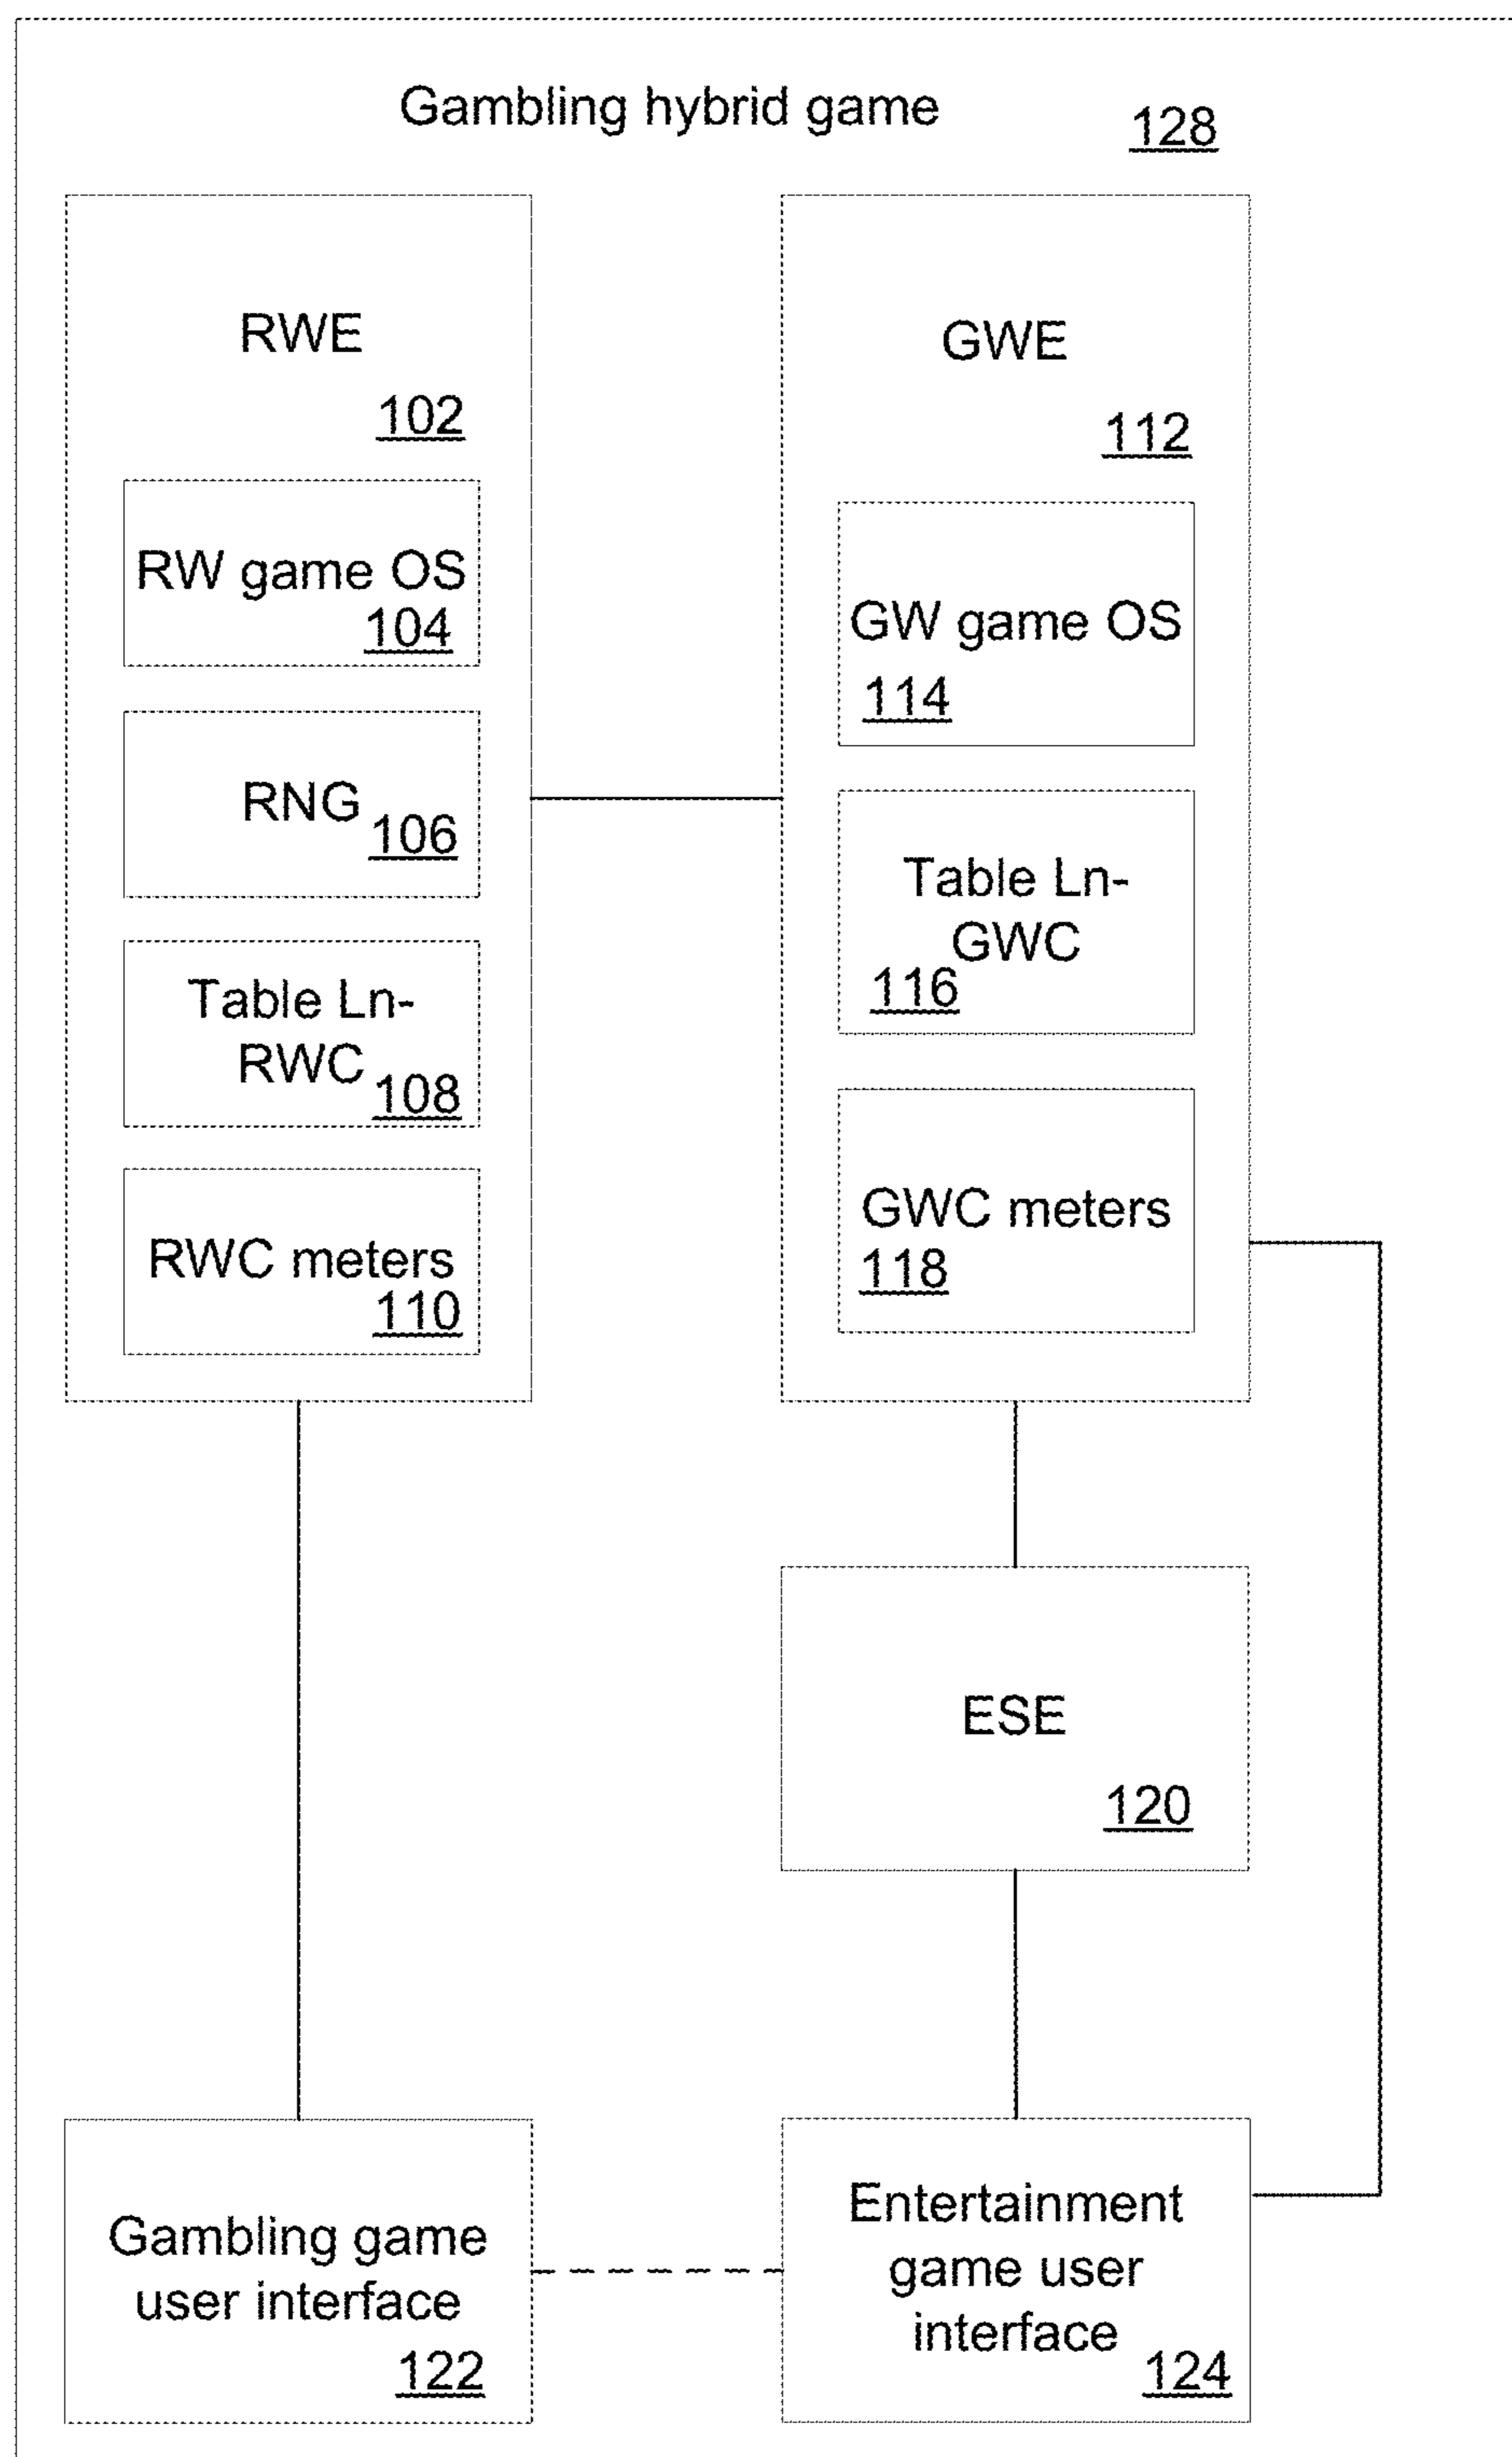 Gambling hybrid game
128
RWE
102
RW game OS
104
RNG
106
Table Ln-
RWC
108
RWC meters
110
GWE
112
GW game OS
114
Table Ln-
GWC
116
GWC meters
118
ESE
120
Gambling game
user interface
122
Entertainment
game user
interface
124